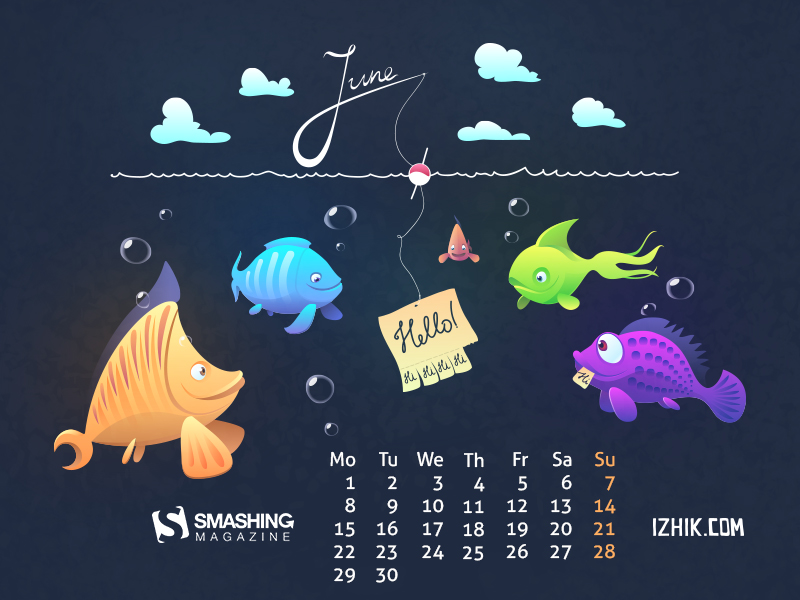 June
Hello!
Hi Hi Hi Hi
Hi
Mo Tu We Th Fr Sa Su
1 2 3 4 5 6 7
8 9 10 11 12 13 14
15 16 17 18 19 20 21
22 23 24 25 26 27 28
29 30
SMASHING
MAGAZINE
IZHIK.COM